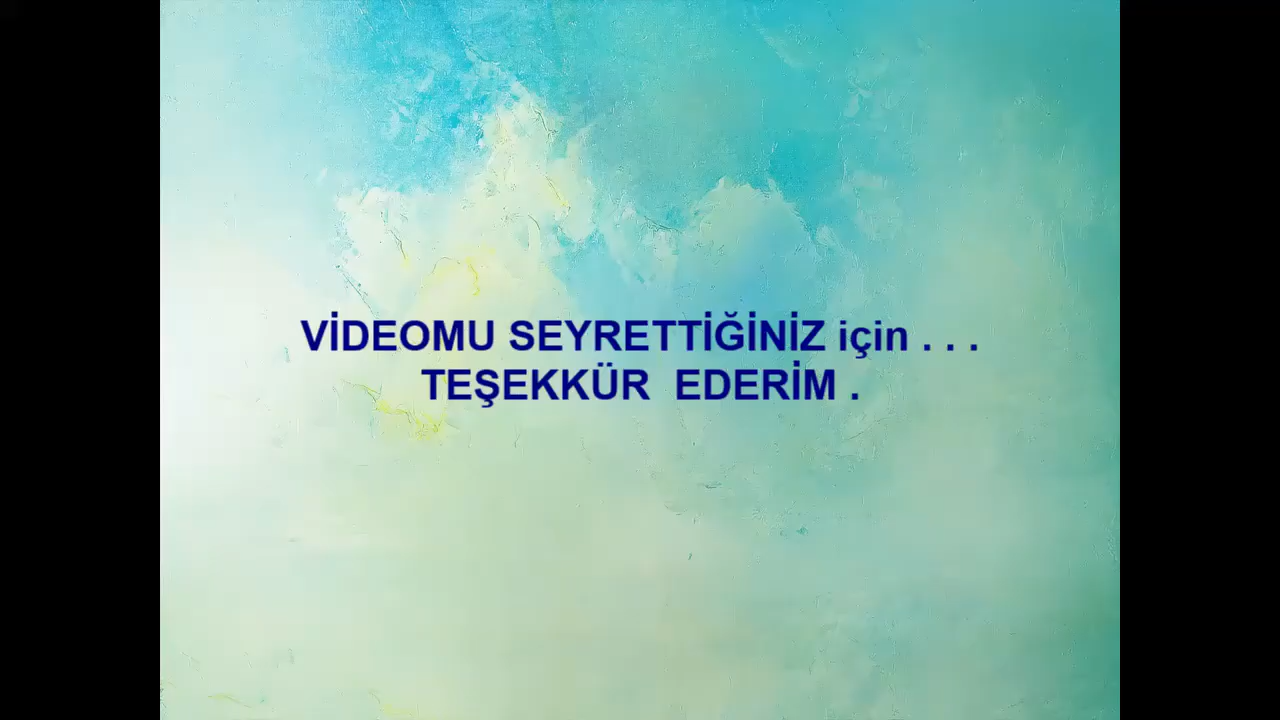 VİDEOMU SEYRETTİĞİNİZ için . . .
TEŞEKKÜR  EDERİM .